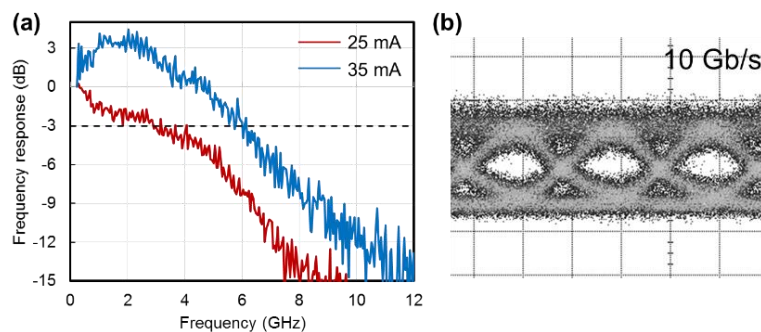 (a)
3
0
-3
-6
-9
-12
-15
Frequency response (dB)
25 mA
35 mA
0 2 4 6 8 10 12
Frequency (GHz)
(b)
10 Gb/s